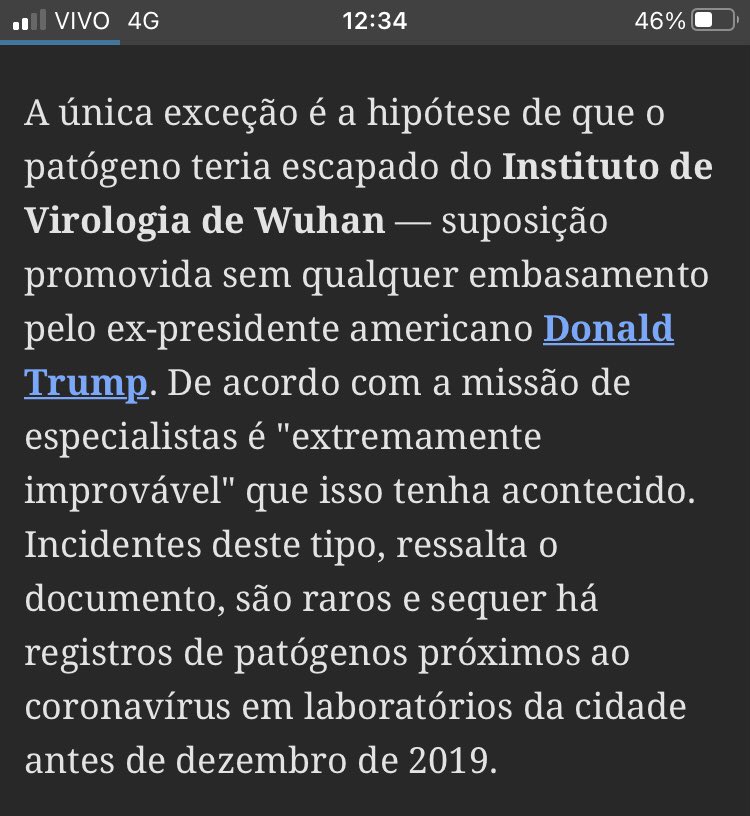 VIVO 4G 12:34 46%
A única exceção é a hipótese de que o
patógeno teria escapado do Instituto de
Virologia de Wuhan — suposição
promovida sem qualquer embasamento
pelo ex-presidente americano Donald
Trump. De acordo com a missão de
especialistas é "extremamente
improvável" que isso tenha acontecido.
Incidentes deste tipo, ressalta o
documento, são raros e sequer há
registros de patógenos próximos ao
coronavírus em laboratórios da cidade
antes de dezembro de 2019.